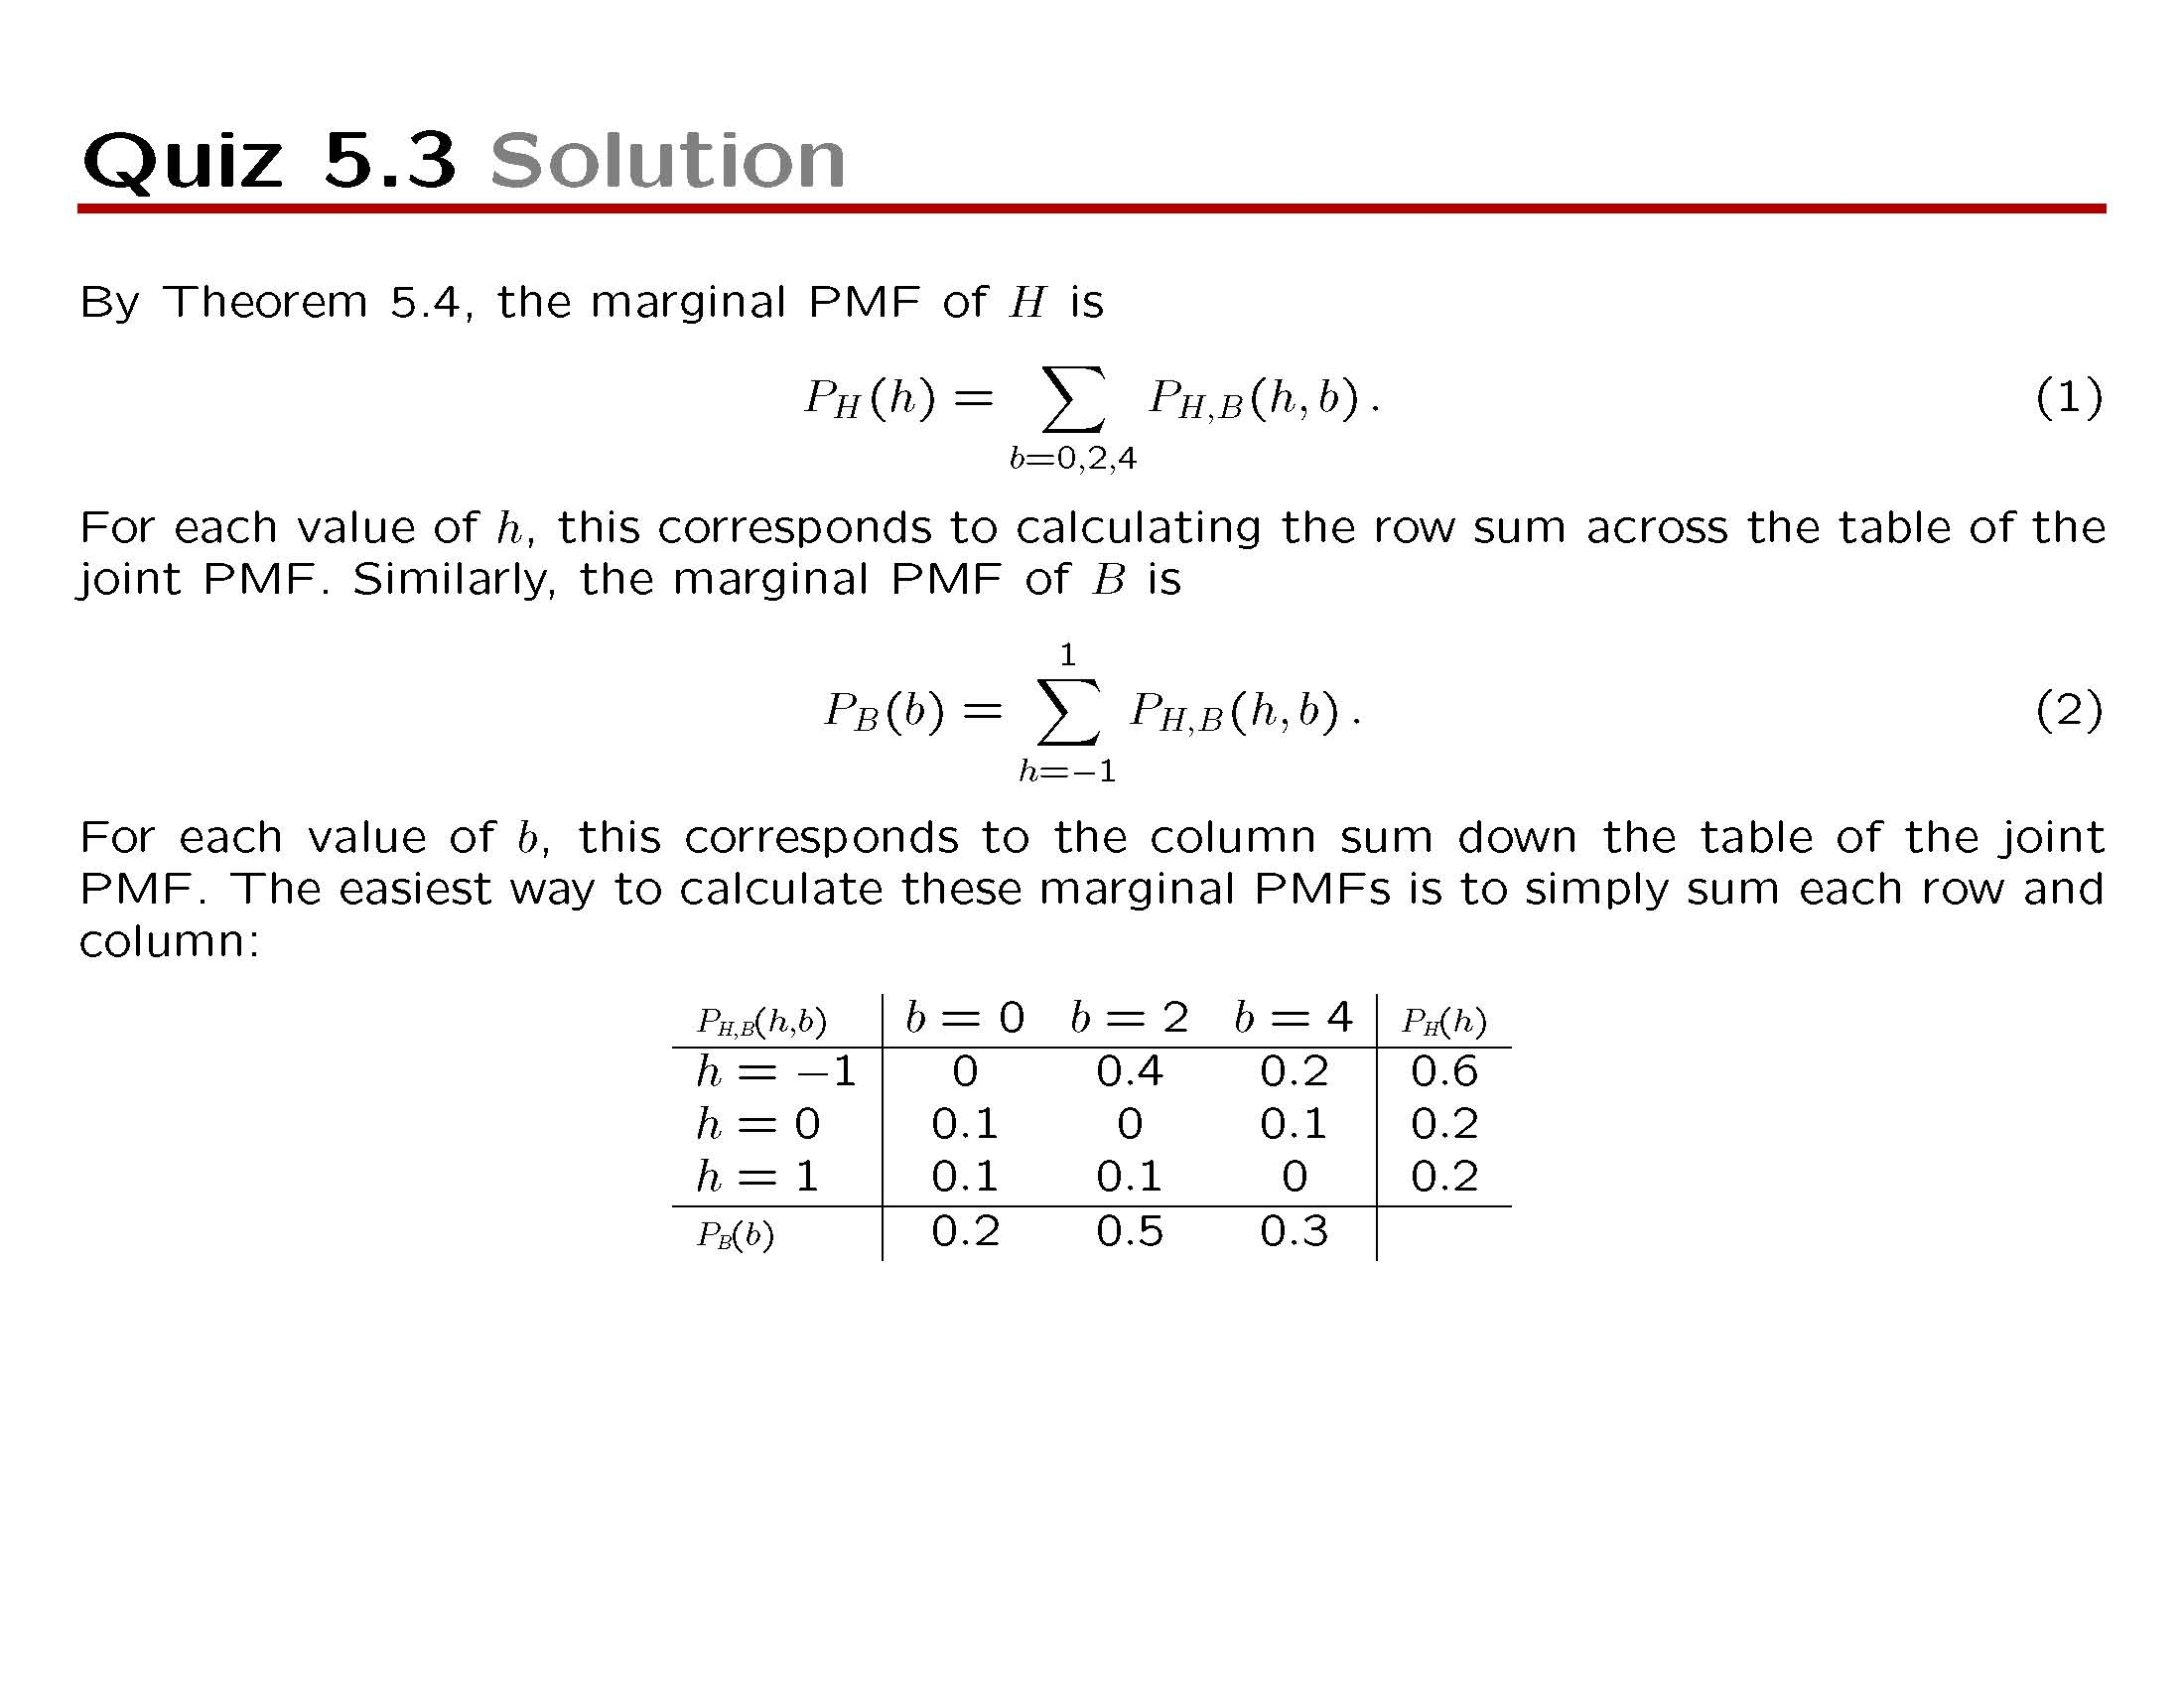 Quiz 5.3 Solution
By Theorem 5.4, the marginal PMF of H is
P_H(h) = ∑_{b=0,2,4} P_{H,B}(h, b) . (1)
For each value of h, this corresponds to calculating the row sum across the table of the
joint PMF. Similarly, the marginal PMF of B is
P_B(b) = ∑_{h=−1}^{1} P_{H,B}(h, b) . (2)
For each value of b, this corresponds to the column sum down the table of the joint
PMF. The easiest way to calculate these marginal PMFs is to simply sum each row and
column:
P_{H,B}(h,b) b = 0 b = 2 b = 4 P_H(h)
h = −1 0 0.4 0.2 0.6
h = 0 0.1 0 0.1 0.2
h = 1 0.1 0.1 0 0.2
P_B(b) 0.2 0.5 0.3